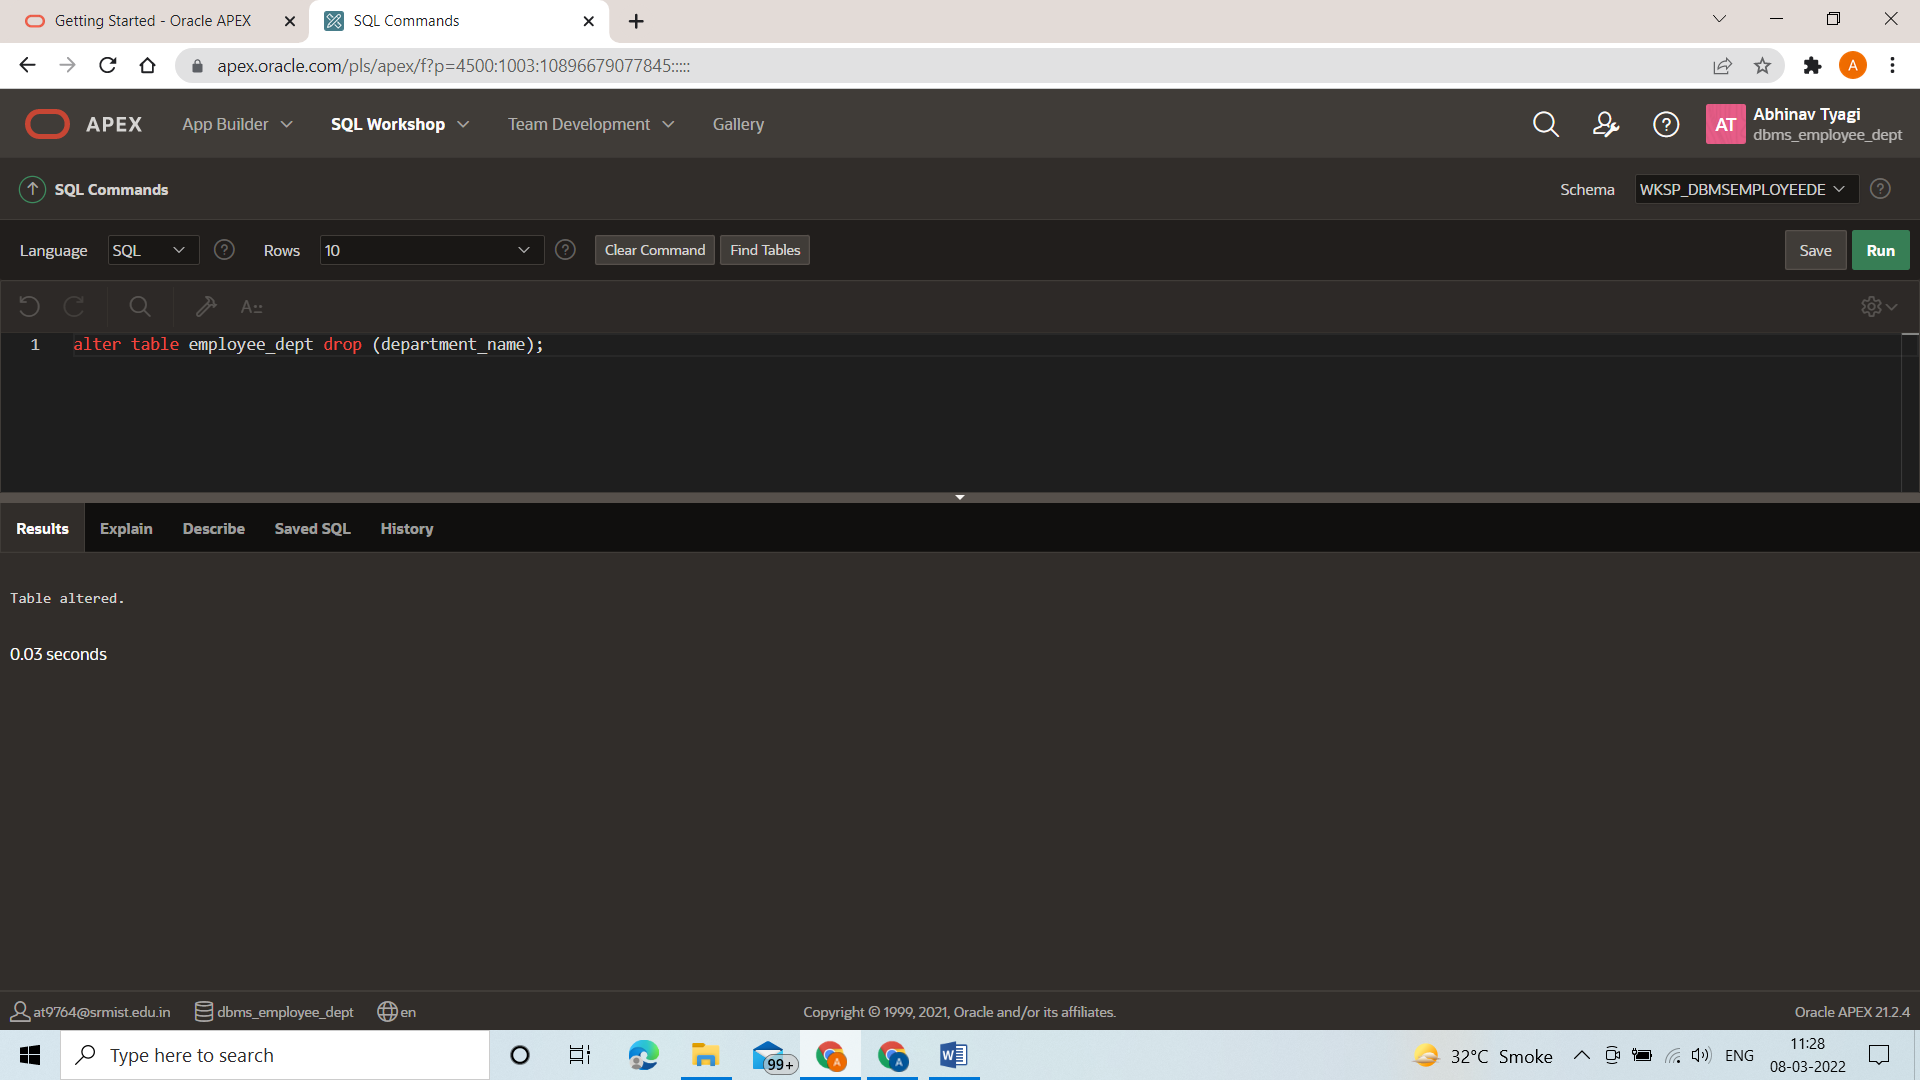 Getting Started - Oracle APEX
SQL Commands
apex.oracle.com/pls/apex/f?p=4500:1003:10896679077845:::::
A
APEX
App Builder
SQL Workshop
Team Development
Gallery
AT
Abhinav Tyagi
dbms_employee_dept
SQL Commands
Schema
WKSP_DBMSEMPLOYEEDE
Language
SQL
Rows
10
Clear Command
Find Tables
Save
Run
1 alter table employee_dept drop (department_name);
Results
Explain
Describe
Saved SQL
History
Table altered.
0.03 seconds
at9764@srmist.edu.in
dbms_employee_dept
en
Copyright © 1999, 2021, Oracle and/or its affiliates.
Oracle APEX 21.2.4
Type here to search
99+
A
A
W
32°C Smoke
ENG
11:28
08-03-2022